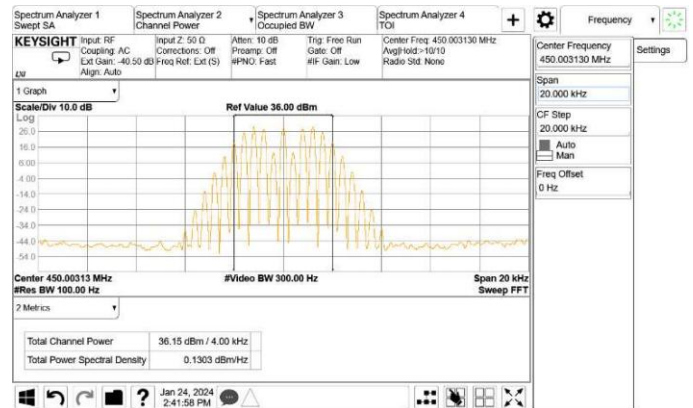 Spectrum Analyzer 1
Swept SA
Spectrum Analyzer 2
Channel Power
Spectrum Analyzer 3
Occupied BW
Spectrum Analyzer 4
TOI
Frequency
KEYSIGHT
Input: RF
Coupling: AC
Ext Gain: -40.50 dB
Align: Auto
Input Z: 50 Ω
Corrections: Off
Freq Ref: Ext (S)
Atten: 10 dB
Preamp: Off
#PNO: Fast
Trig: Free Run
Gate: Off
#IF Gain: Low
Center Freq: 450.003130 MHz
Avg|Hold:>10/10
Radio Std: None
Center Frequency
450.003130 MHz
Settings
Span
20.000 kHz
CF Step
20.000 kHz
Auto
Man
Freq Offset
0 Hz
1 Graph
Scale/Div 10.0 dB
Ref Value 36.00 dBm
Log
26.0
16.0
6.00
-4.00
-14.0
-24.0
-34.0
-44.0
-54.0
Center 450.00313 MHz
#Video BW 300.00 Hz
Span 20 kHz
#Res BW 100.00 Hz
Sweep FFT
2 Metrics
Total Channel Power 36.15 dBm / 4.00 kHz
Total Power Spectral Density 0.1303 dBm/Hz
?
Jan 24, 2024
2:41:58 PM